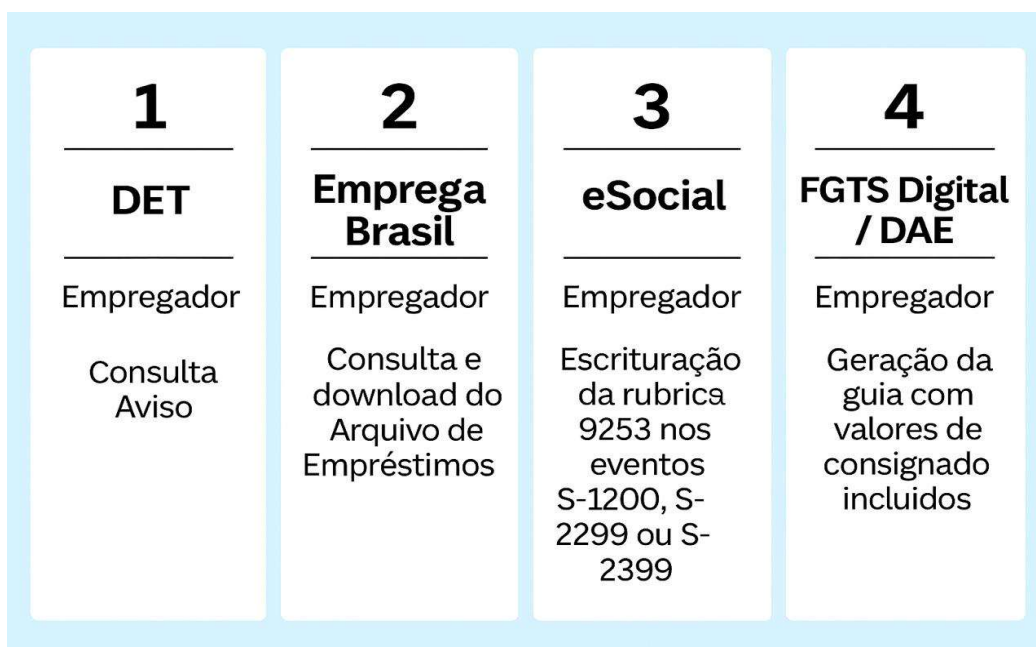 1
DET
Empregador
Consulta
Aviso
2
Emprega
Brasil
Empregador
Consulta e
download do
Arquivo de
Empréstimos
3
eSocial
Empregador
Escrituração
da rubrica
9253 nos
eventos
S-1200, S-
2299 ou S-
2399
4
FGTS Digital
/ DAE
Empregador
Geração da
guia com
valores de
consignado
incluidos